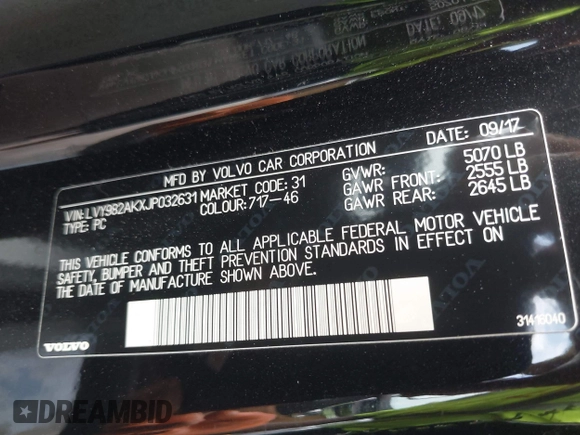 MFD BY VOLVO CAR CORPORATION DATE: 09/17
VIN:LVY982AKXJP032631 MARKET CODE: 31 GVWR: 5070 LB
TYPE: PC COLOUR:717-46 GAWR FRONT: 2555 LB
GAWR REAR: 2645 LB
THIS VEHICLE CONFORMS TO ALL APPLICABLE FEDERAL MOTOR VEHICLE
SAFETY, BUMPER AND THEFT PREVENTION STANDARDS IN EFFECT ON
THE DATE OF MANUFACTURE SHOWN ABOVE.
VOLVO
31416040
DREAMBID